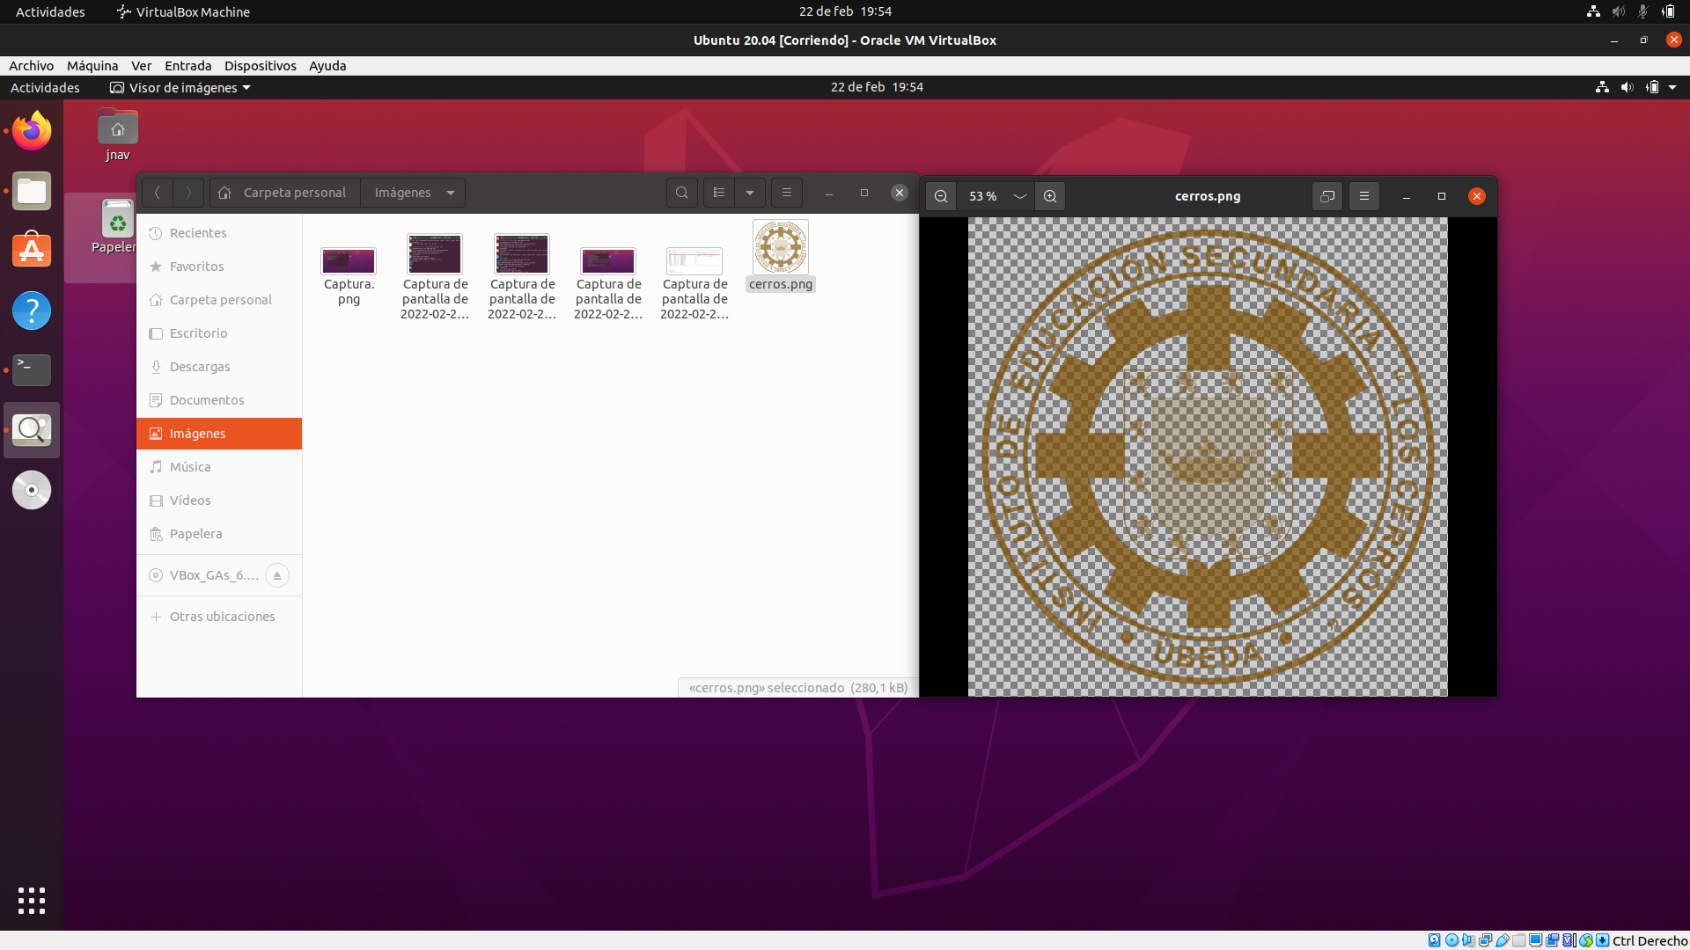 Actividades VirtualBox Machine 22 de feb 19:54
Ubuntu 20.04 [Corriendo] - Oracle VM VirtualBox
Archivo Máquina Ver Entrada Dispositivos Ayuda
Actividades Visor de imágenes 22 de feb 19:54
jnav
Papeler
Carpeta personal Imágenes
Recientes
Favoritos
Carpeta personal
Escritorio
Descargas
Documentos
Imágenes
Música
Vídeos
Papelera
VBox_GAs_6....
Otras ubicaciones
Captura.
png
Captura de
pantalla de
2022-02-2...
Captura de
pantalla de
2022-02-2...
Captura de
pantalla de
2022-02-2...
Captura de
pantalla de
2022-02-2...
cerros.png
«cerros.png» seleccionado (280,1 kB)
53 % cerros.png
INSTITUTO DE EDUCACIÓN SECUNDARIA "LOS CERROS"
• ÚBEDA •
Ctrl Derecho